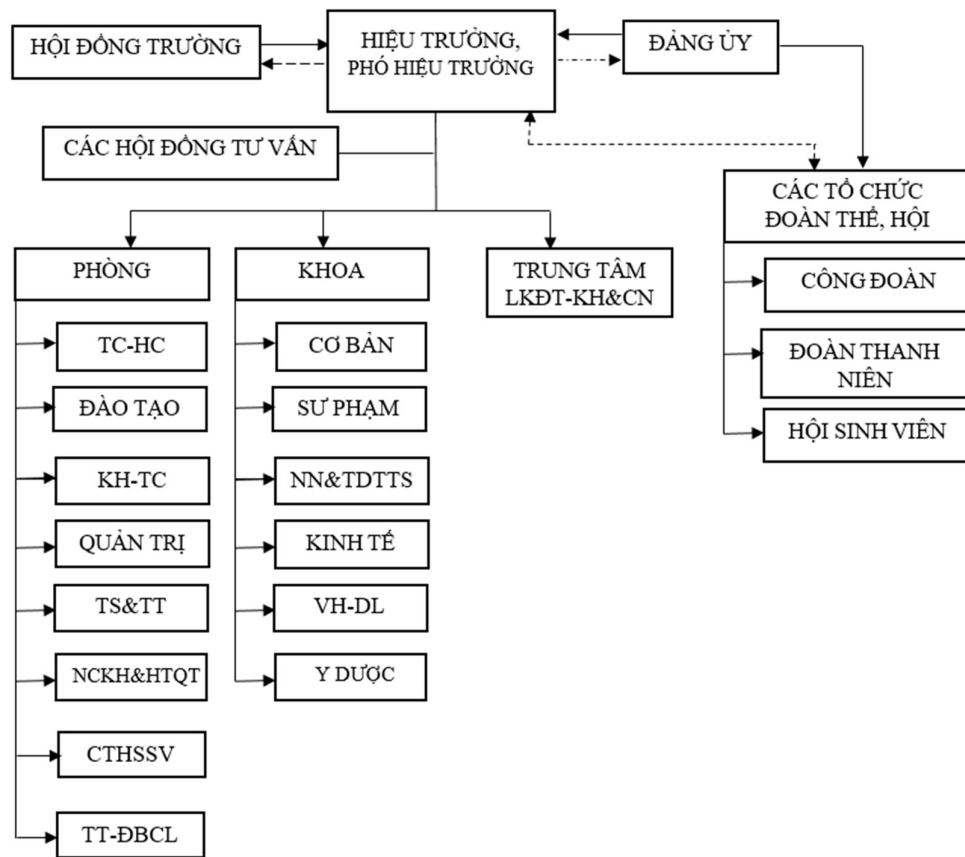 HỘI ĐỒNG TRƯỜNG
HIỆU TRƯỞNG,
PHÓ HIỆU TRƯỞNG
ĐẢNG ỦY
CÁC HỘI ĐỒNG TƯ VẤN
CÁC TỔ CHỨC
ĐOÀN THỂ, HỘI
PHÒNG
TC-HC
ĐÀO TẠO
KH-TC
QUẢN TRỊ
TS&TT
NCKH&HTQT
CTHSSV
TT-ĐBCL
KHOA
CƠ BẢN
SƯ PHẠM
NN&TDTTS
KINH TẾ
VH-DL
Y DƯỢC
TRUNG TÂM
LKĐT-KH&CN
CÔNG ĐOÀN
ĐOÀN THANH
NIÊN
HỘI SINH VIÊN